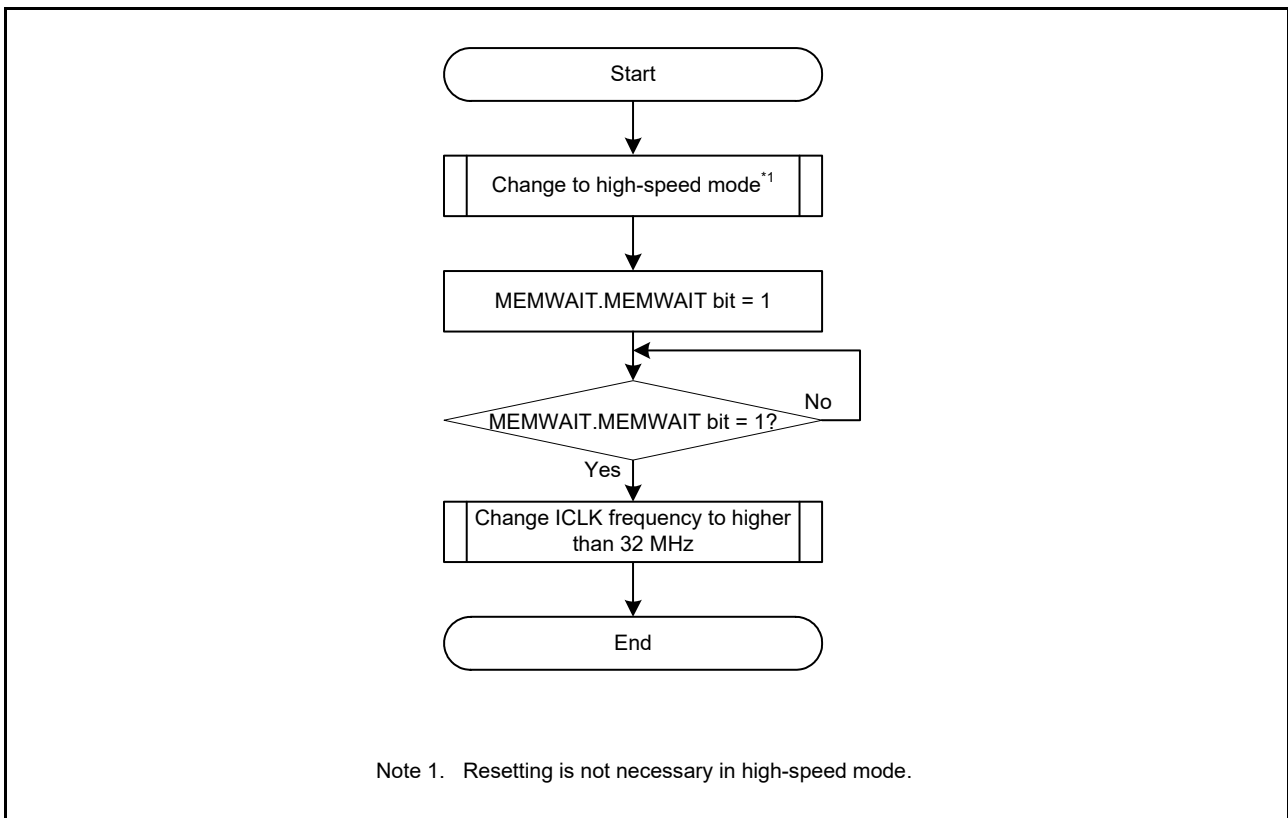 Start
Change to high-speed mode*1
MEMWAIT.MEMWAIT bit = 1
MEMWAIT.MEMWAIT bit = 1?
No
Yes
Change ICLK frequency to higher
than 32 MHz
End
Note 1. Resetting is not necessary in high-speed mode.